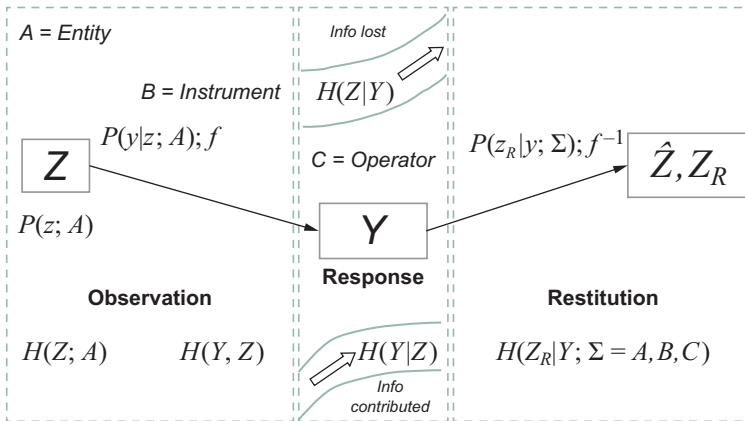 A = Entity
Info lost
B = Instrument
H(Z|Y)
P(y|z; A); f
P(z_R|y; Σ); f⁻¹
C = Operator
Z
Ẑ, Z_R
P(z; A)
Y
Response
Observation
Restitution
H(Z; A)
H(Y, Z)
H(Y|Z)
H(Z_R|Y; Σ = A, B, C)
Info
contributed